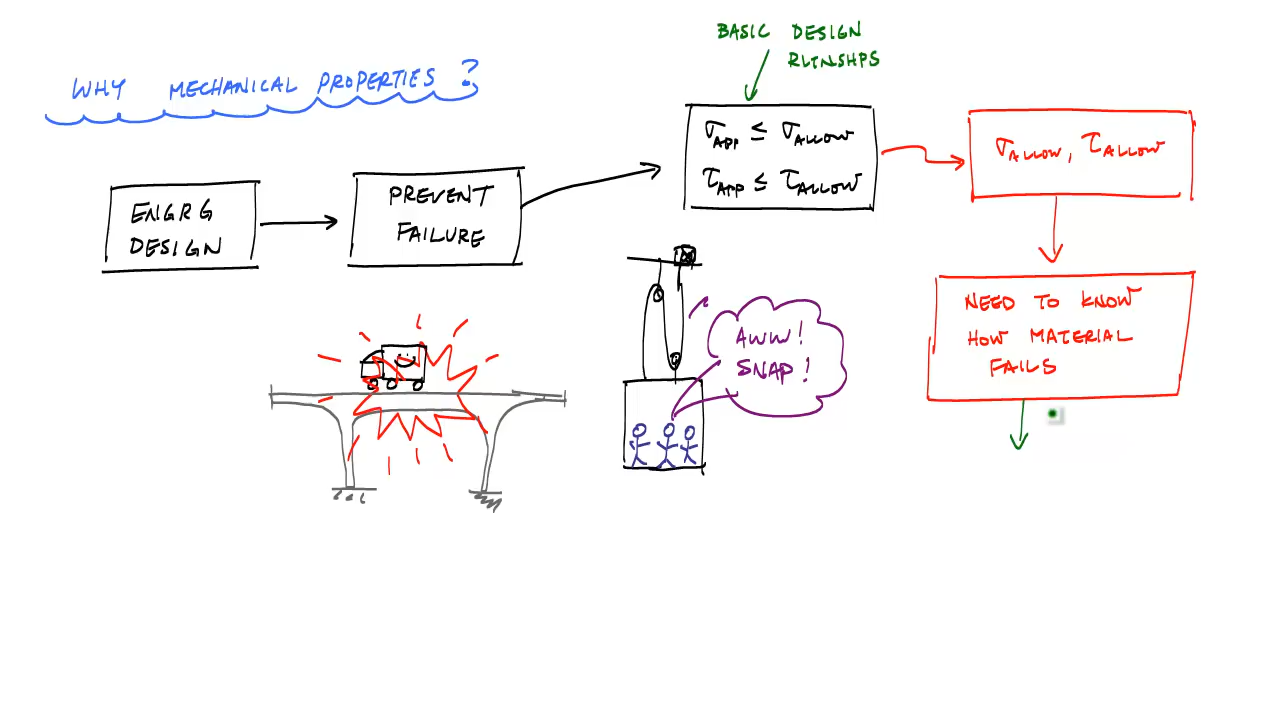 WHY MECHANICAL PROPERTIES?
ENGRG
DESIGN
PREVENT
FAILURE
BASIC DESIGN
RLTNSHPS
σAPP ≤ σALLOW
τAPP ≤ τALLOW
σALLOW, τALLOW
NEED TO KNOW
HOW MATERIAL
FAILS
AWW!
SNAP!